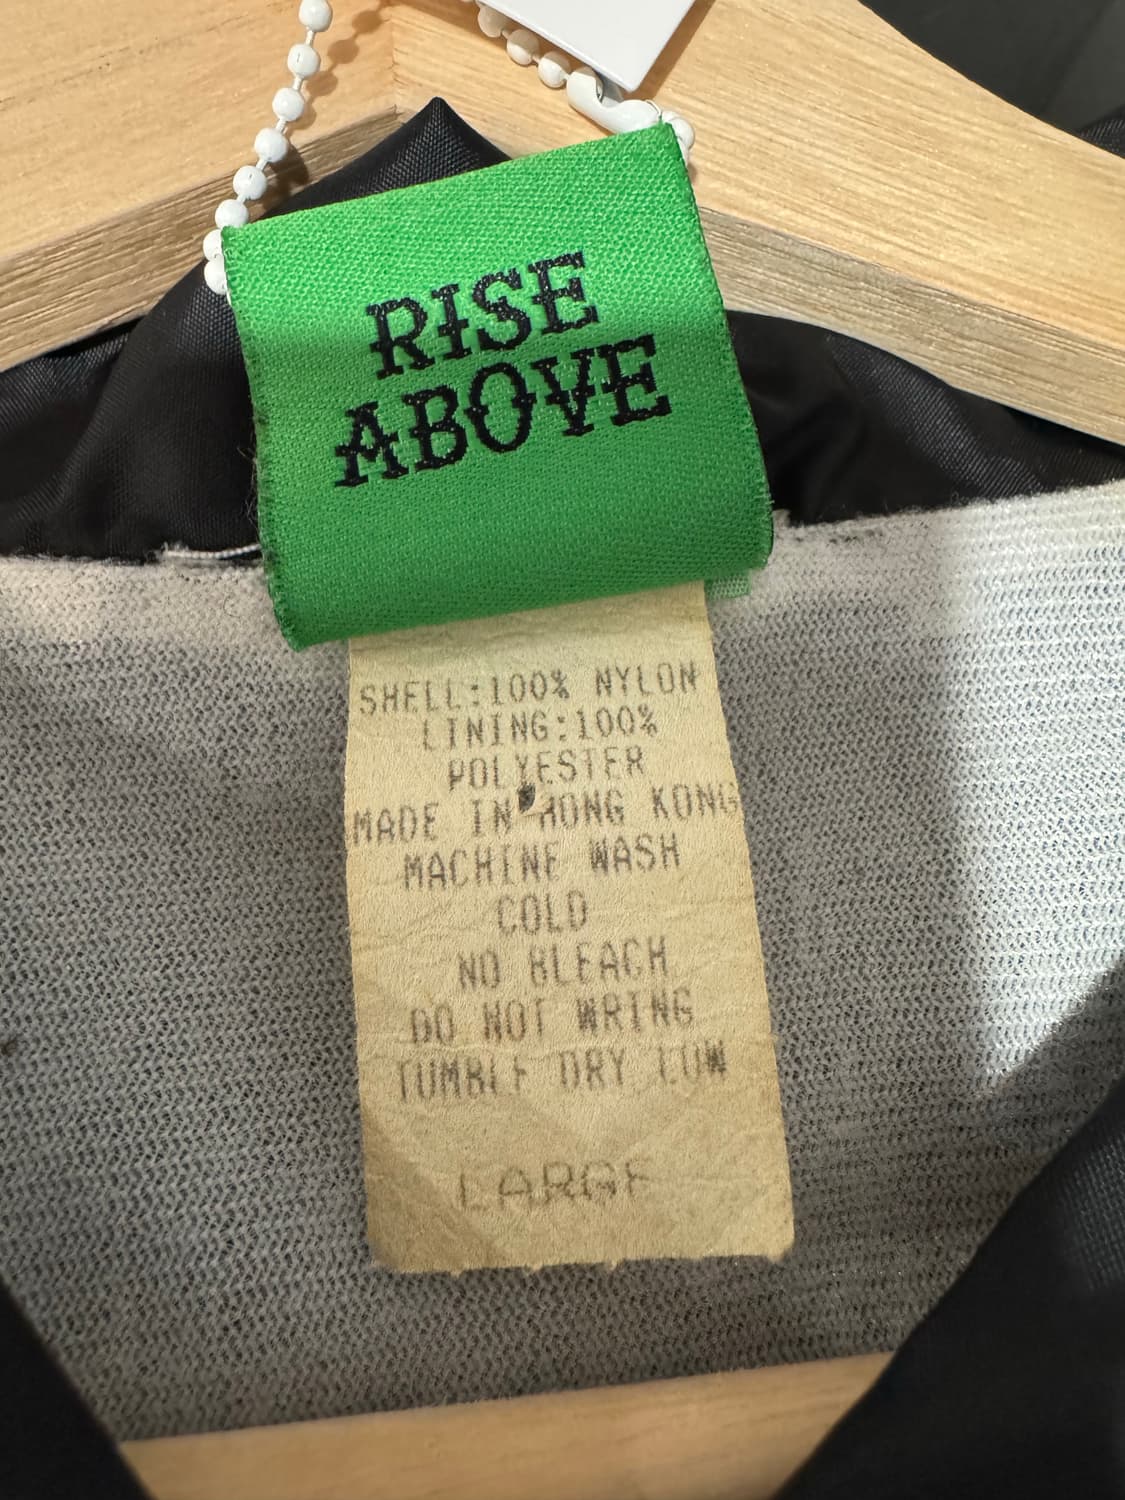 RISE
ABOVE
SHELL:100% NYLON
LINING:100%
POLYESTER
MADE IN HONG KONG
MACHINE WASH
COLD
NO BLEACH
DO NOT WRING
TUMBLE DRY LOW
LARGE